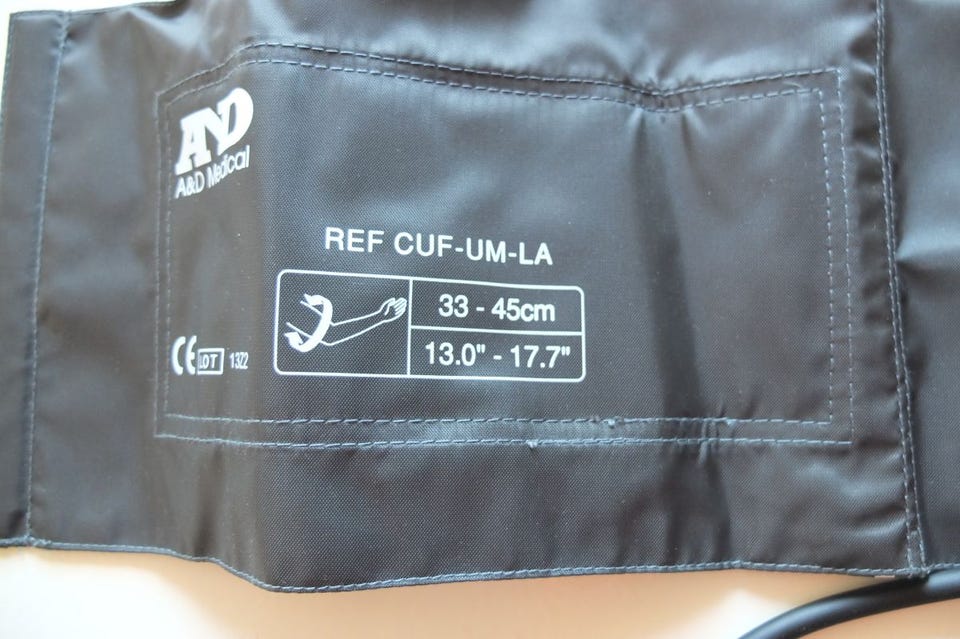 AND
A&D Medical
REF CUF-UM-LA
33 - 45cm
13.0" - 17.7"
CE LOT 1322